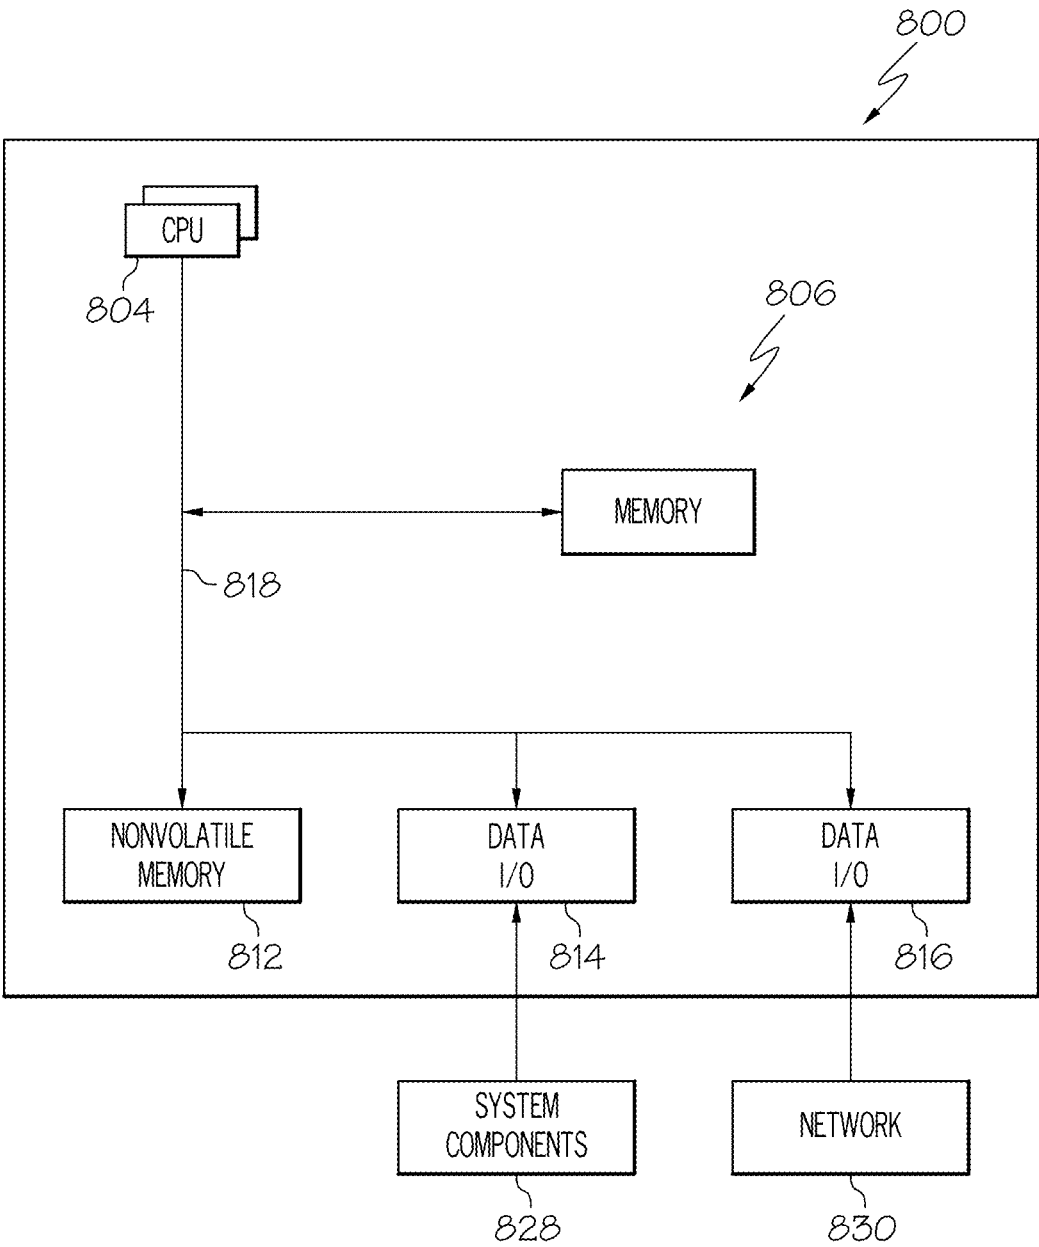 800
CPU
804
806
MEMORY
818
NONVOLATILE
MEMORY
DATA
I/O
DATA
I/O
812
814
816
SYSTEM
COMPONENTS
NETWORK
828
830